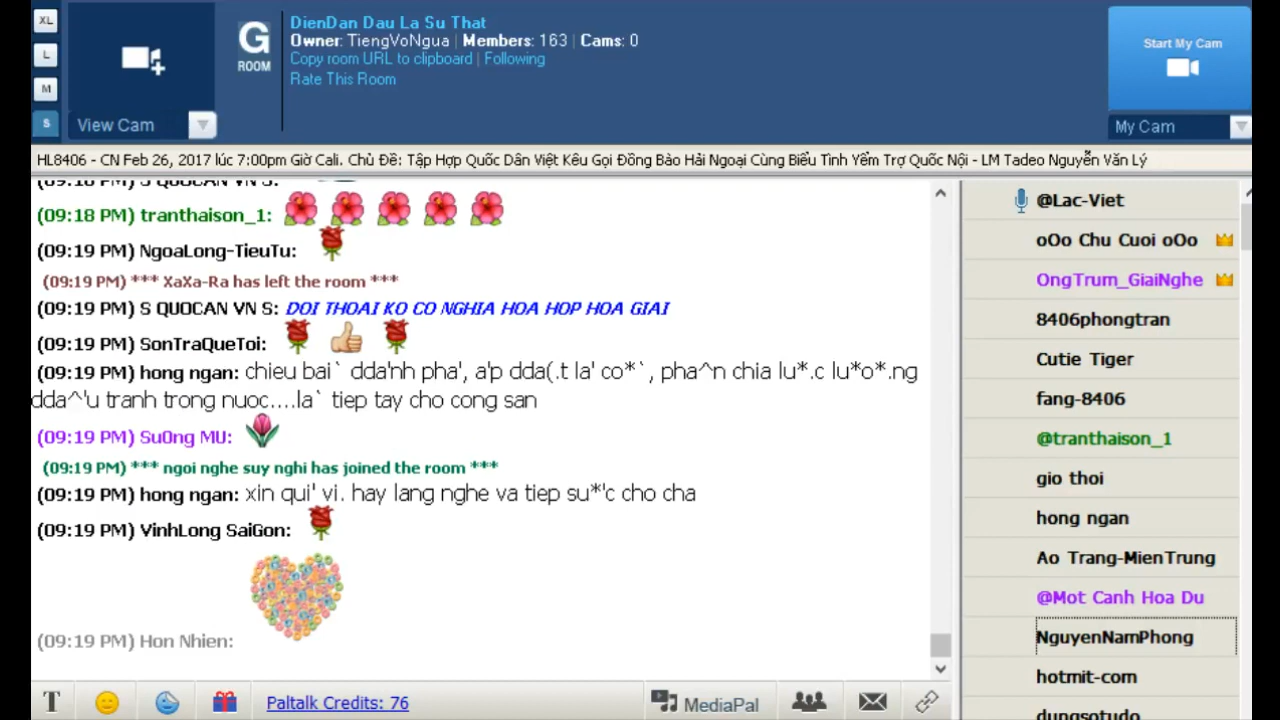 XL
L
M
S
View Cam
G
ROOM
DienDan Dau La Su That
Owner: TiengVoNgua | Members: 163 | Cams: 0
Copy room URL to clipboard | Following
Rate This Room
Start My Cam
My Cam
HL8406 - CN Feb 26, 2017 lúc 7:00pm Giờ Cali. Chủ Đề: Tập Hợp Quốc Dân Việt Kêu Gọi Đồng Bào Hải Ngoại Cùng Biểu Tình Yểm Trợ Quốc Nội - LM Tadeo Nguyễn Văn Lý
(09:18 PM) S QUOCAN VN S:
(09:18 PM) tranthaison_1:
(09:19 PM) NgoaLong-TieuTu:
(09:19 PM) *** XaXa-Ra has left the room ***
(09:19 PM) S QUOCAN VN S: DOI THOAI KO CO NGHIA HOA HOP HOA GIAI
(09:19 PM) SonTraQueToi:
(09:19 PM) hong ngan: chieu bai` dda'nh pha', a'p dda(.t la' co*`, pha^n chia lu*.c lu*o*.ng
dda^'u tranh trong nuoc....la` tiep tay cho cong san
(09:19 PM) SuOng MU:
(09:19 PM) *** ngoi nghe suy nghi has joined the room ***
(09:19 PM) hong ngan: xin qui' vi. hay lang nghe va tiep su*'c cho cha
(09:19 PM) VinhLong SaiGon:
(09:19 PM) Hon Nhien:
@Lac-Viet
oOo Chu Cuoi oOo
OngTrum_GiaiNghe
8406phongtran
Cutie Tiger
fang-8406
@tranthaison_1
gio thoi
hong ngan
Ao Trang-MienTrung
@Mot Canh Hoa Du
NguyenNamPhong
hotmit-com
dungsotudo
T
Paltalk Credits: 76
MediaPal